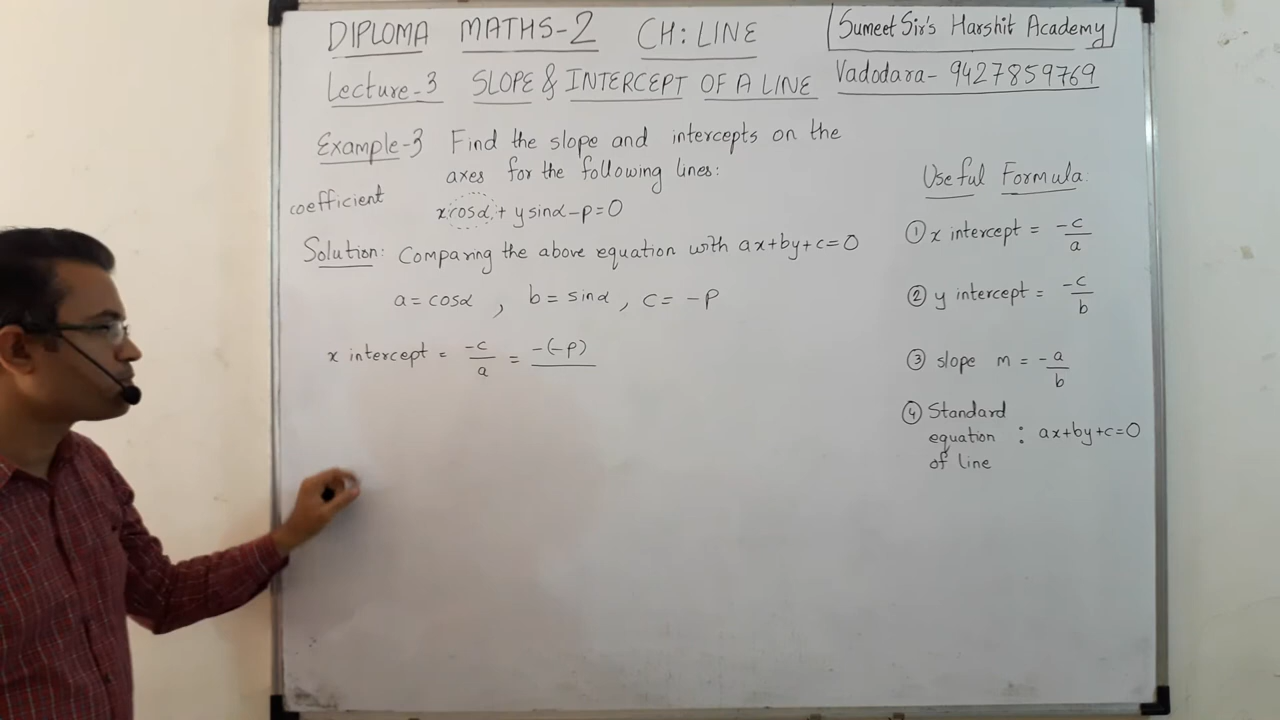 DIPLOMA MATHS-2 CH: LINE
Sumeet Sir's Harshit Academy
Lecture-3 SLOPE & INTERCEPT OF A LINE
Vadodara- 9427859769
Example-3 Find the slope and intercepts on the
axes for the following lines:
coefficient
xcosα + ysinα-p=0
Solution: Comparing the above equation with ax+by+c=0
a = cosα , b = sinα , c = -p
x intercept = -c/a = -(-p)/
Useful Formula:
① x intercept = -c/a
② y intercept = -c/b
③ slope m = -a/b
④ Standard
equation : ax+by+c=0
of line